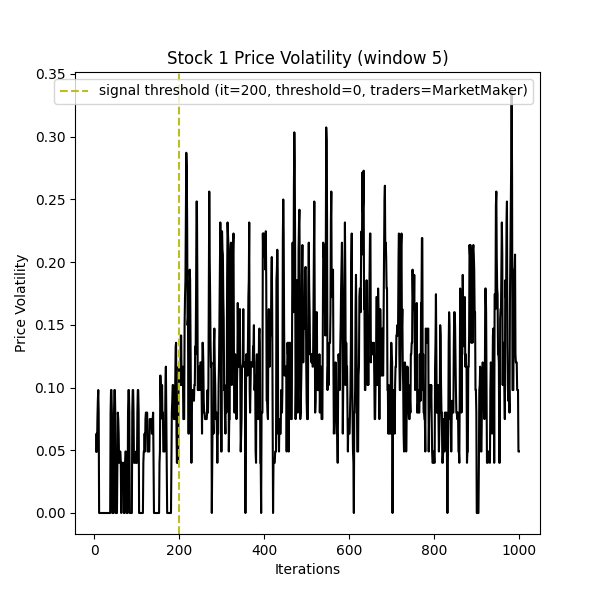 Stock 1 Price Volatility (window 5)
signal threshold (it=200, threshold=0, traders=MarketMaker)
0.35
0.30
0.25
0.20
0.15
0.10
0.05
0.00
Price Volatility
0 200 400 600 800 1000
Iterations